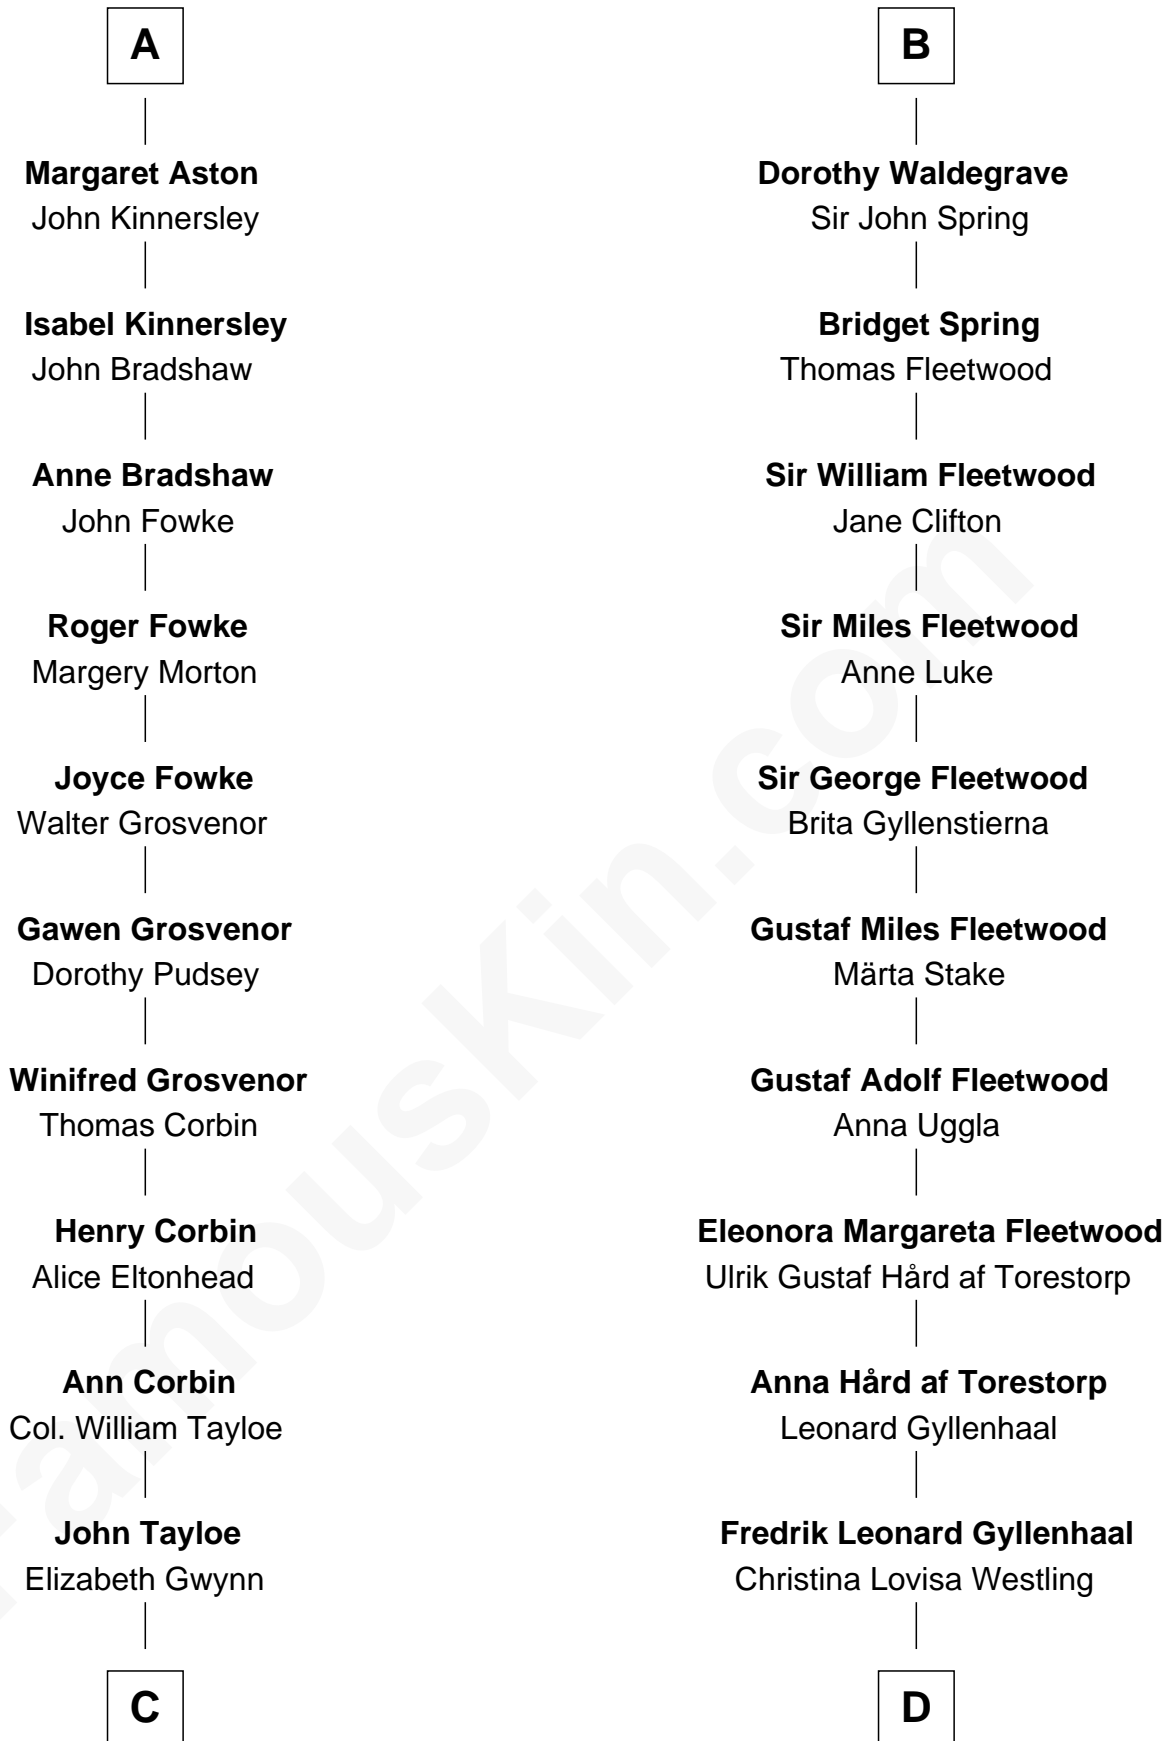 A
Margaret Aston
John Kinnersley
Isabel Kinnersley
John Bradshaw
Anne Bradshaw
John Fowke
Roger Fowke
Margery Morton
Joyce Fowke
Walter Grosvenor
Gawen Grosvenor
Dorothy Pudsey
Winifred Grosvenor
Thomas Corbin
Henry Corbin
Alice Eltonhead
Ann Corbin
Col. William Tayloe
John Tayloe
Elizabeth Gwynn
C
B
Dorothy Waldegrave
Sir John Spring
Bridget Spring
Thomas Fleetwood
Sir William Fleetwood
Jane Clifton
Sir Miles Fleetwood
Anne Luke
Sir George Fleetwood
Brita Gyllenstierna
Gustaf Miles Fleetwood
Märta Stake
Gustaf Adolf Fleetwood
Anna Uggla
Eleonora Margareta Fleetwood
Ulrik Gustaf Hård af Torestorp
Anna Hård af Torestorp
Leonard Gyllenhaal
Fredrik Leonard Gyllenhaal
Christina Lovisa Westling
D
FamousKin.com